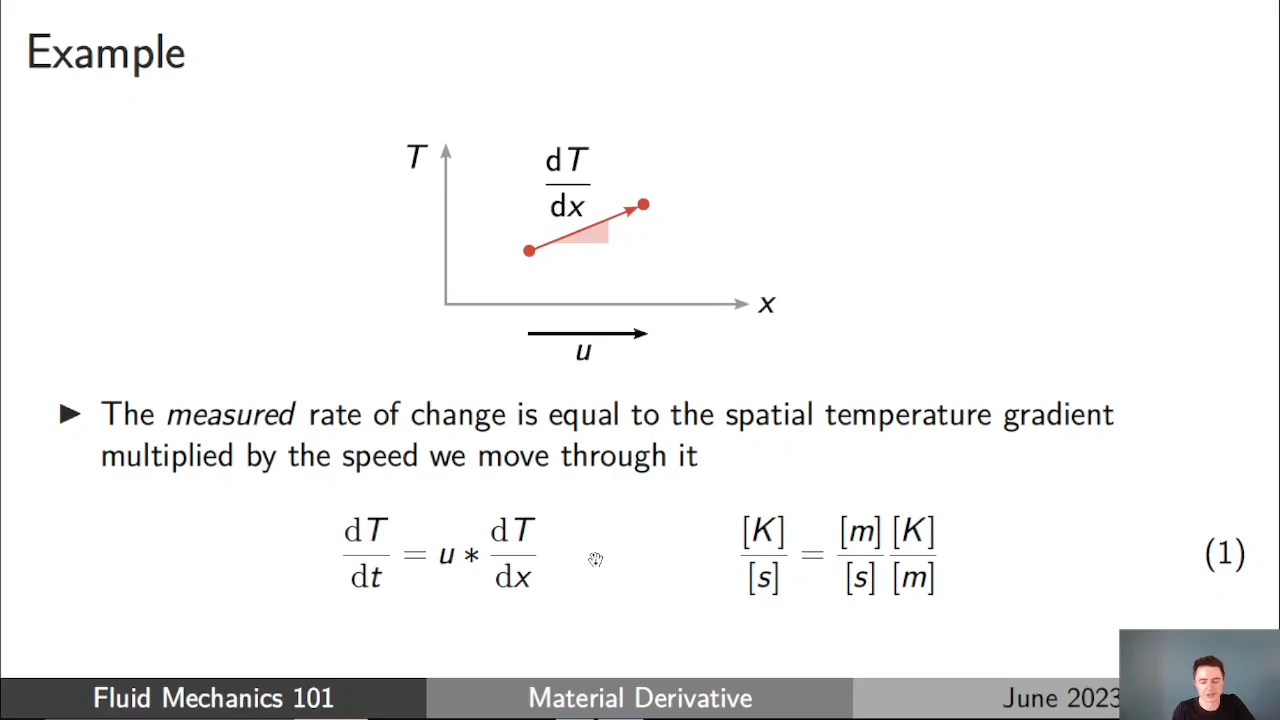 Example
T
dT
dx
x
u
► The measured rate of change is equal to the spatial temperature gradient
multiplied by the speed we move through it
dT/dt = u * dT/dx [K]/[s] = [m]/[s] [K]/[m] (1)
Fluid Mechanics 101 Material Derivative June 2023